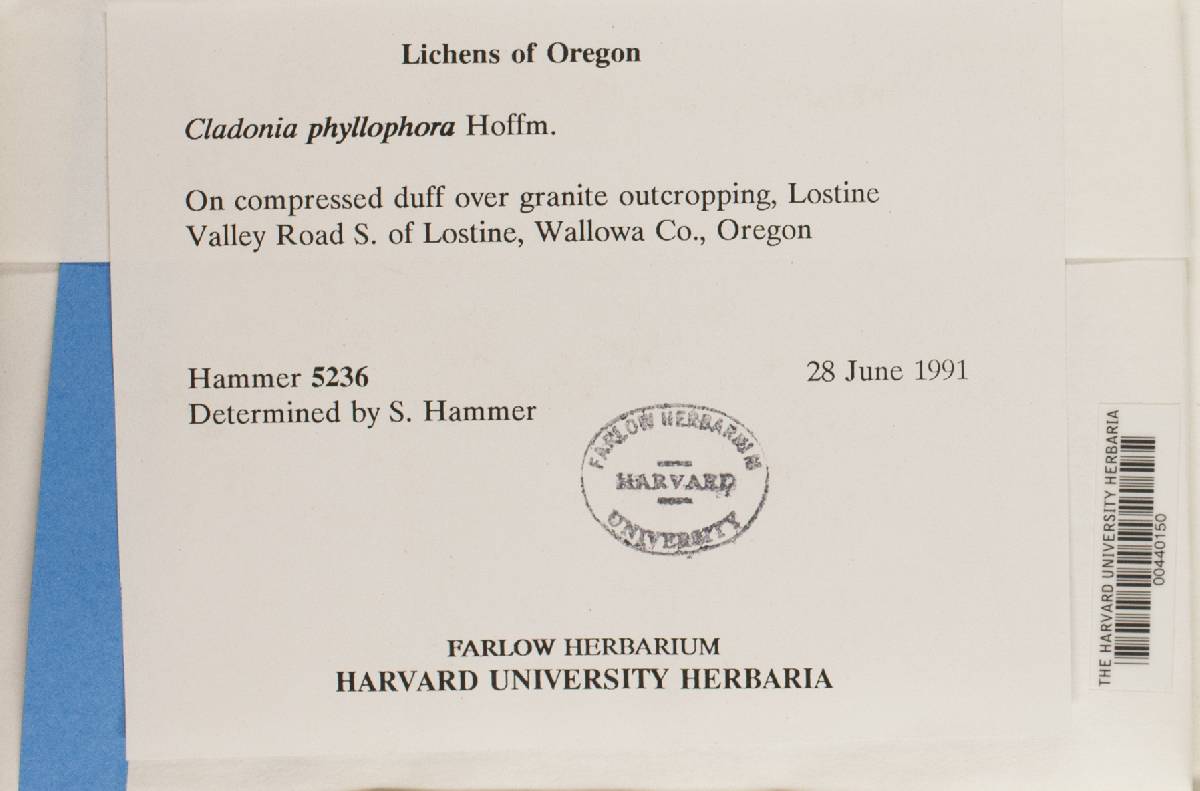 Lichens of Oregon
Cladonia phyllophora Hoffm.
On compressed duff over granite outcropping, Lostine
Valley Road S. of Lostine, Wallowa Co., Oregon
Hammer 5236
28 June 1991
Determined by S. Hammer
FARLOW HERBARIUM
HARVARD
UNIVERSITY
FARLOW HERBARIUM
HARVARD UNIVERSITY HERBARIA
THE HARVARD UNIVERSITY HERBARIA
00440150